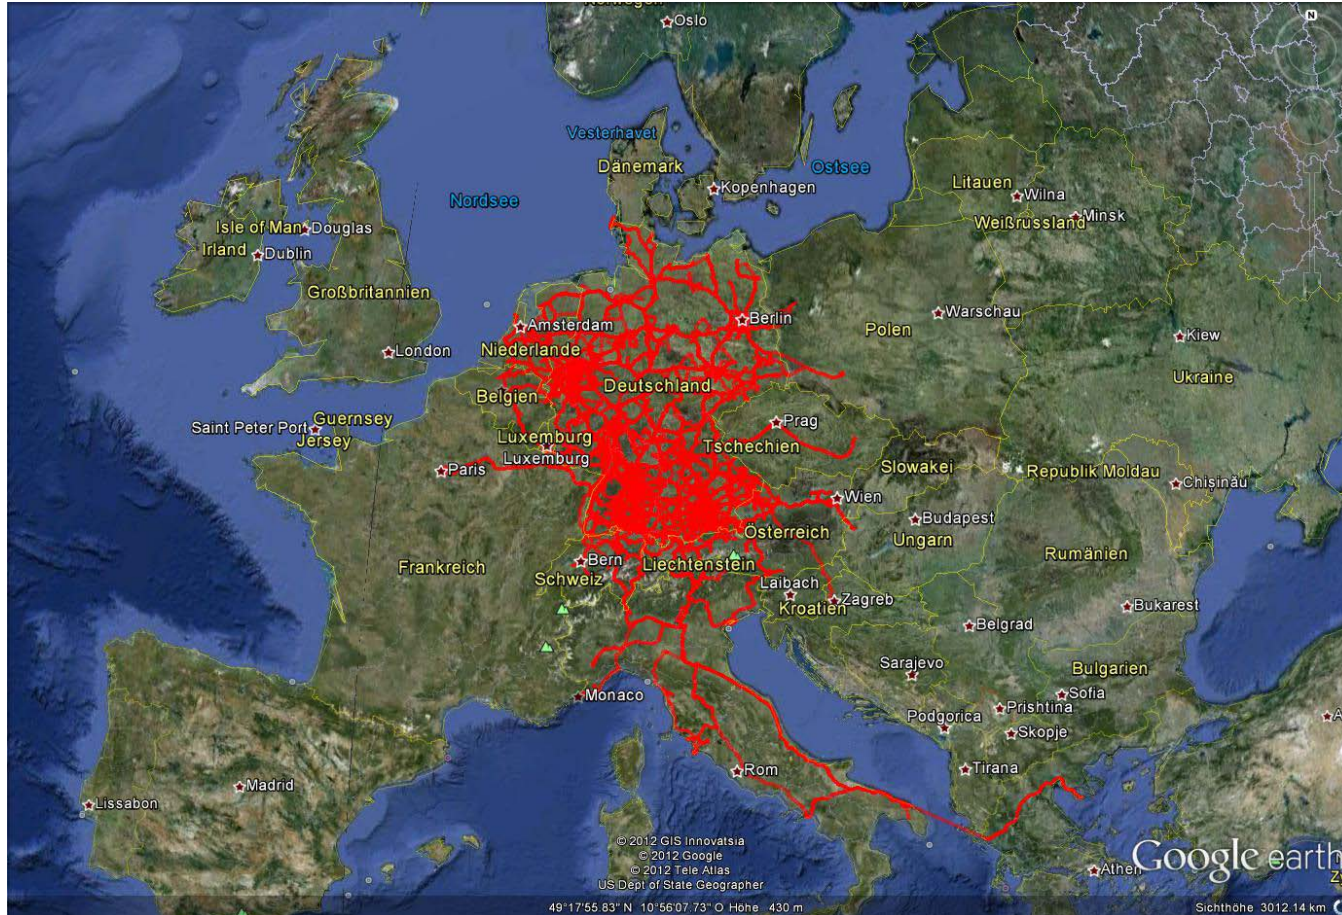 Norwegen
Oslo
N
Vesterhavet
Dänemark
Ostsee
Kopenhagen
Litauen
Wilna
Weißrussland
Minsk
Nordsee
Isle of Man
Douglas
Irland
Dublin
Großbritannien
Warschau
Berlin
Amsterdam
Polen
Kiew
Niederlande
London
Ukraine
Deutschland
Belgien
Guernsey
Saint Peter Port
Jersey
Prag
Luxemburg
Tschechien
Luxemburg
Paris
Slowakei
Republik Moldau
Chişinău
Wien
Budapest
Österreich
Ungarn
Rumänien
Frankreich
Bern
Liechtenstein
Schweiz
Laibach
Kroatien
Zagreb
Bukarest
Belgrad
Sarajevo
Bulgarien
Monaco
Sofia
Prishtina
Podgorica
Skopje
Rom
Tirana
Madrid
Lissabon
© 2012 GIS Innovatsia
© 2012 Google
© 2012 Tele Atlas
US Dept of State Geographer
Athen
Google earth
49°17'55.83" N 10°56'07.73" O Höhe 430 m
Sichthöhe 3012.14 km